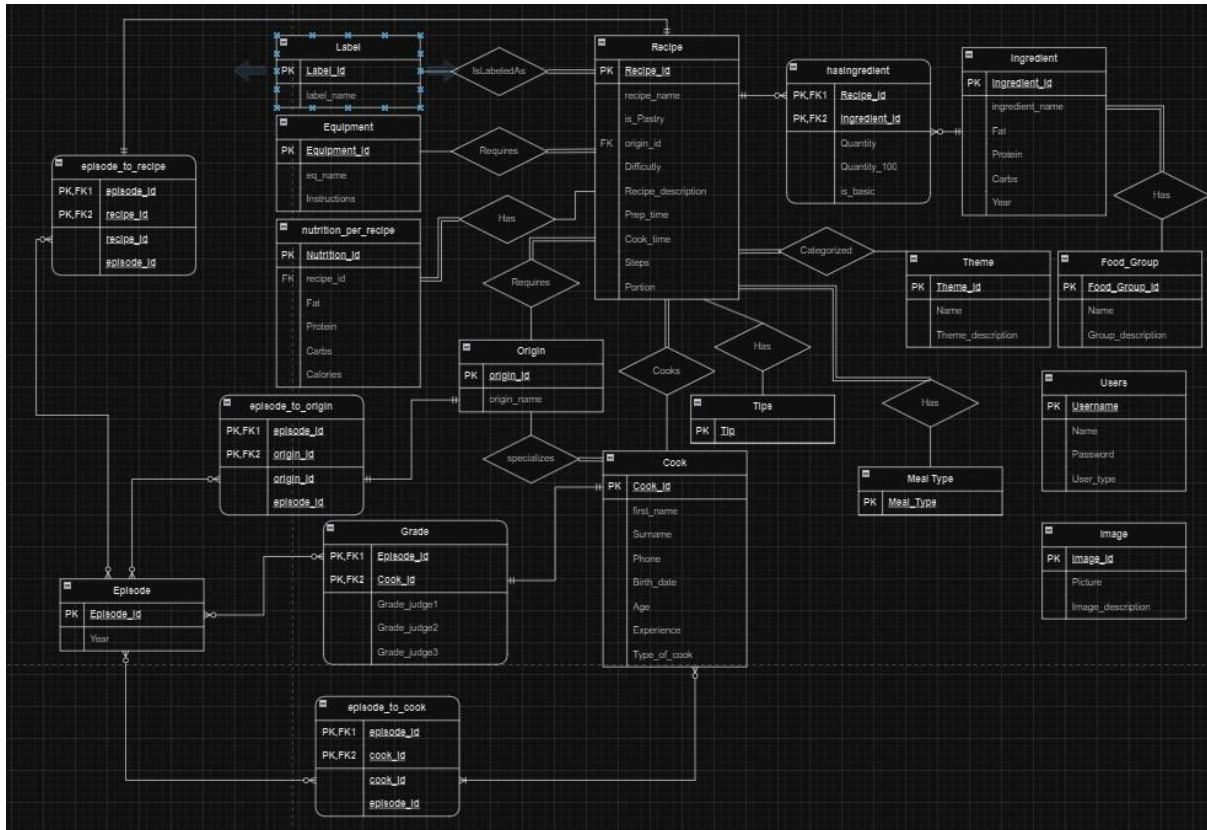 Label
PK Label_id
label_name
IsLabeledAs
Recipe
PK Recipe_id
recipe_name
is_Pastry
FK origin_id
Difficutly
Recipe_description
Prep_time
Cook_time
Steps
Portion
hasingredient
PK,FK1 Recipe_id
PK,FK2 Ingredient_id
Quantity
Quantity_100
is_basic
Ingredient
PK Ingredient_id
ingredient_name
Fat
Protein
Carbs
Year
Equipment
PK Equipment_id
eq_name
Instructions
Requires
episode_to_recipe
PK,FK1 episode_id
PK,FK2 recipe_id
recipe_id
episode_id
Has
nutrition_per_recipe
PK Nutrition_id
FK recipe_id
Fat
Protein
Carbs
Calories
Has
Requires
Categorized
Theme
PK Theme_id
Name
Theme_description
Food_Group
PK Food_Group_id
Name
Group_description
Origin
PK origin_id
origin_name
Cooks
Has
Tips
PK Tip
Has
Users
PK Username
Name
Password
User_type
episode_to_origin
PK,FK1 episode_id
PK,FK2 origin_id
origin_id
episode_id
specializes
Cook
PK Cook_id
first_name
Surname
Phone
Birth_date
Age
Experience
Type_of_cook
Meal Type
PK Meal_Type
Grade
PK,FK1 Episode_id
PK,FK2 Cook_id
Grade_judge1
Grade_judge2
Grade_judge3
Image
PK Image_id
Picture
Image_description
Episode
PK Episode_id
Year
episode_to_cook
PK,FK1 episode_id
PK,FK2 cook_id
cook_id
episode_id